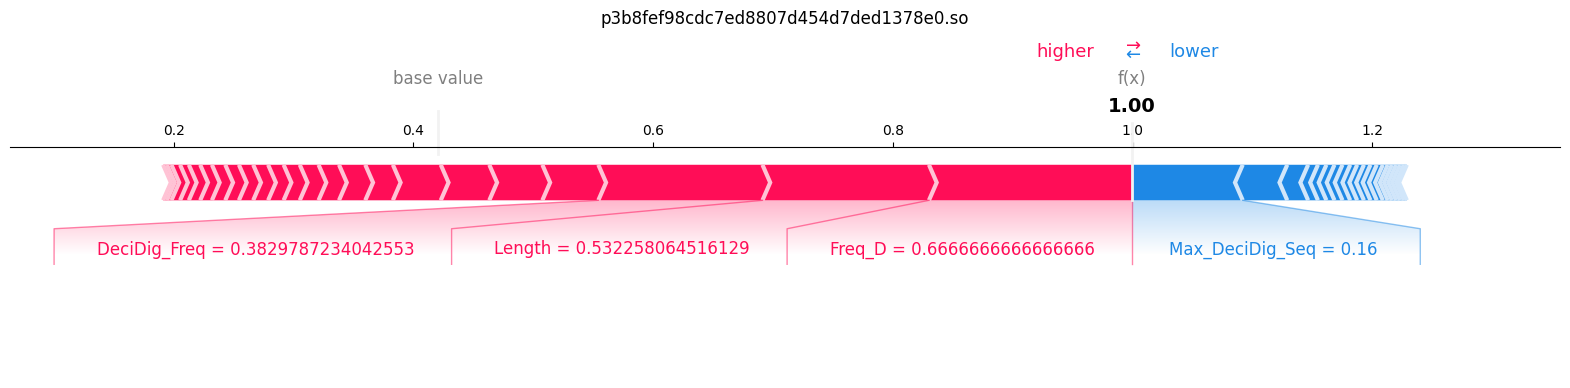 p3b8fef98cdc7ed8807d454d7ded1378e0.so
higher → ← lower
base value f(x)
1.00
0.2 0.4 0.6 0.8 1.0 1.2
DeciDig_Freq = 0.3829787234042553 Length = 0.532258064516129 Freq_D = 0.6666666666666666 Max_DeciDig_Seq = 0.16